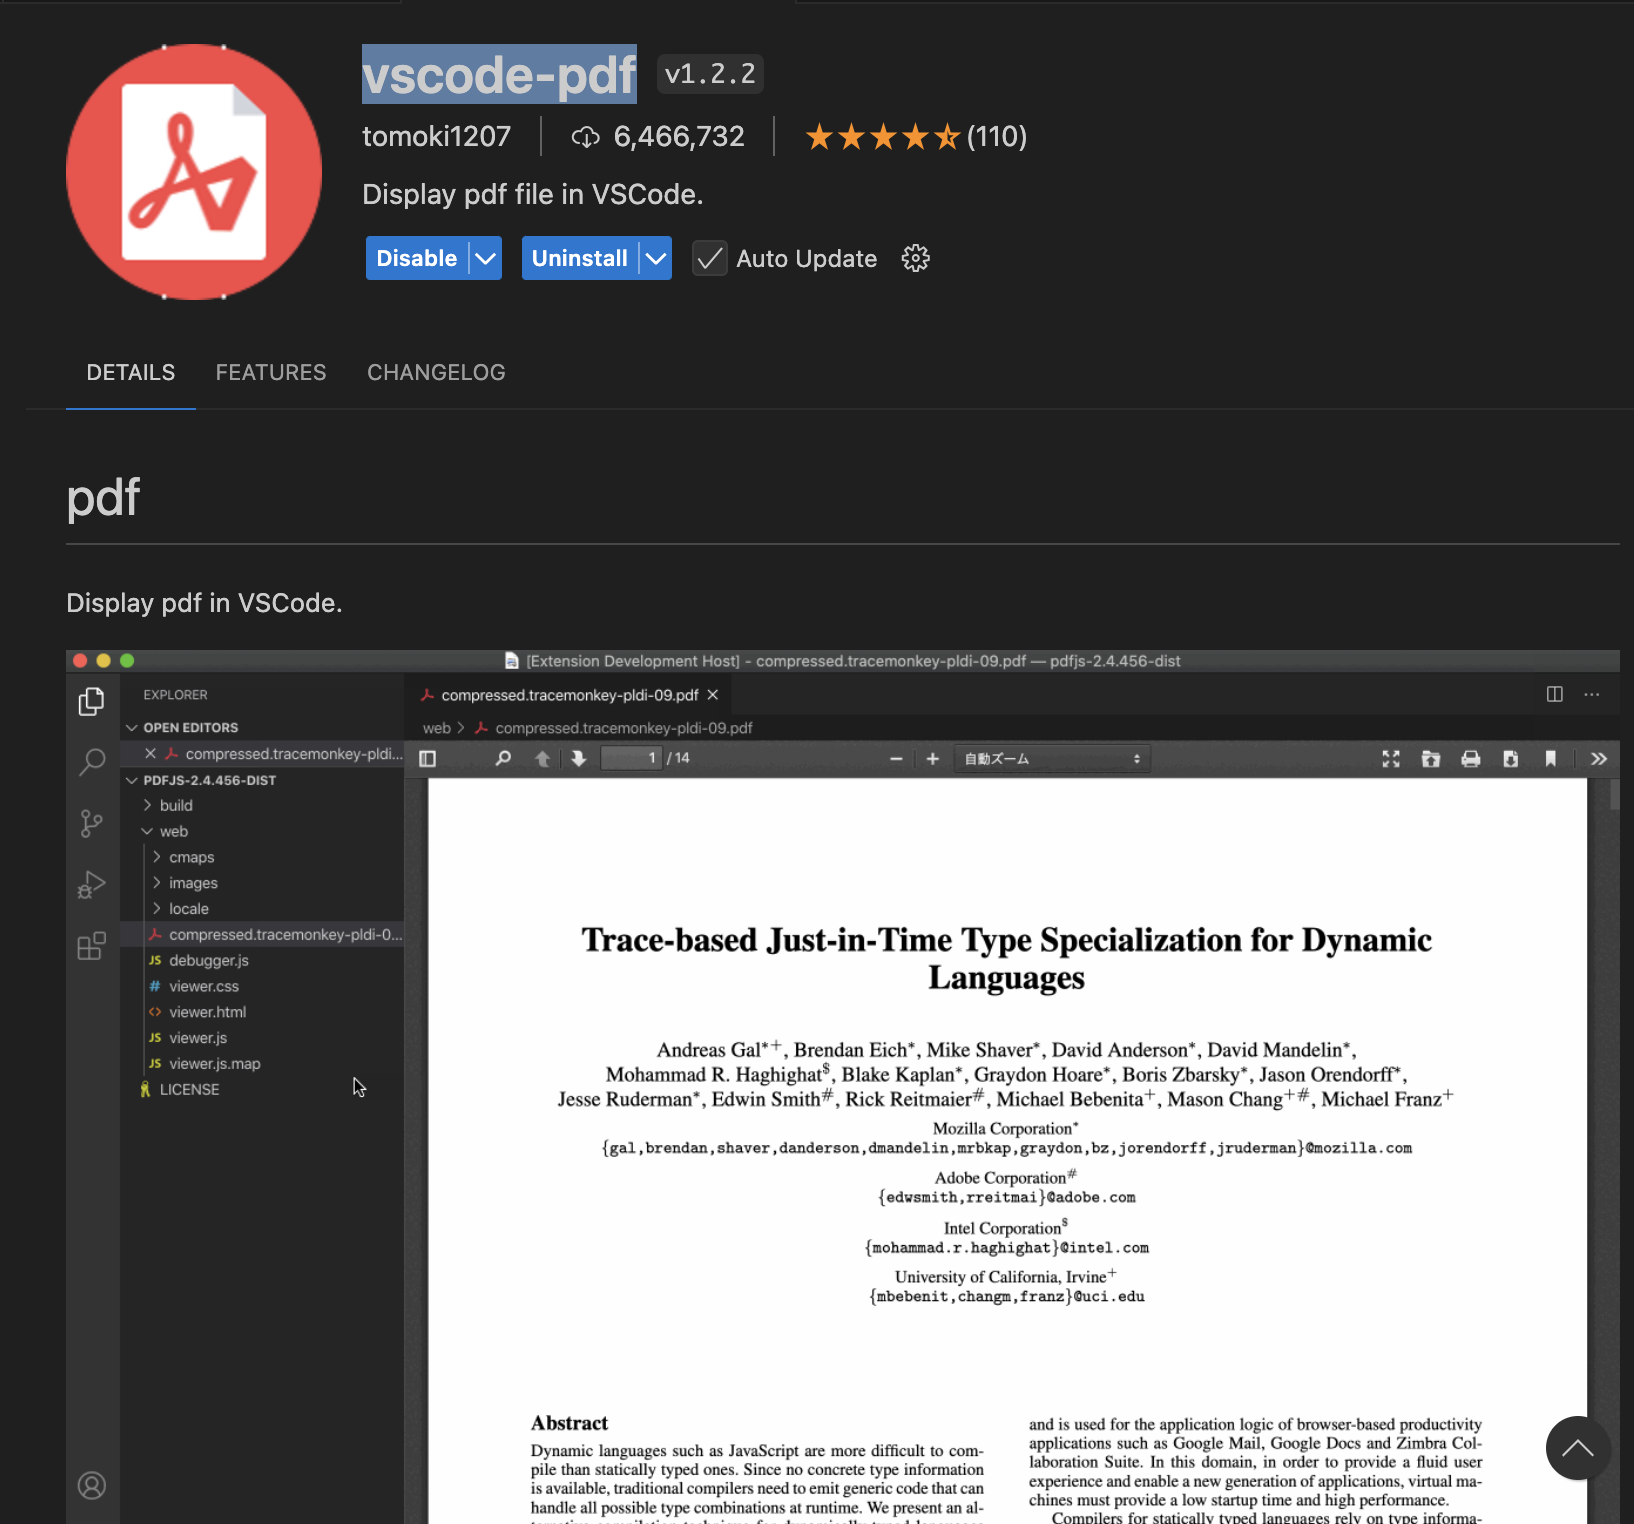 vscode-pdf v1.2.2
tomoki1207 6,466,732 (110)
Display pdf file in VSCode.
Disable Uninstall Auto Update
DETAILS FEATURES CHANGELOG
pdf
Display pdf in VSCode.
[Extension Development Host] - compressed.tracemonkey-pldi-09.pdf — pdfjs-2.4.456-dist
EXPLORER
OPEN EDITORS
compressed.tracemonkey-pldi...
PDFJS-2.4.456-DIST
build
web
cmaps
images
locale
compressed.tracemonkey-pldi-0...
JS debugger.js
# viewer.css
<> viewer.html
JS viewer.js
JS viewer.js.map
LICENSE
compressed.tracemonkey-pldi-09.pdf
web > compressed.tracemonkey-pldi-09.pdf
1 / 14 自動ズーム
Trace-based Just-in-Time Type Specialization for Dynamic
Languages
Andreas Gal*+, Brendan Eich*, Mike Shaver*, David Anderson*, David Mandelin*,
Mohammad R. Haghighat$, Blake Kaplan*, Graydon Hoare*, Boris Zbarsky*, Jason Orendorff*,
Jesse Ruderman*, Edwin Smith#, Rick Reitmaier#, Michael Bebenita+, Mason Chang+#, Michael Franz+
Mozilla Corporation*
{gal,brendan,shaver,danderson,dmandelin,mrbkap,graydon,bz,jorendorff,jruderman}@mozilla.com
Adobe Corporation#
{edwsmith,rreitmai}@adobe.com
Intel Corporation$
{mohammad.r.haghighat}@intel.com
University of California, Irvine+
{mbebenit,changm,franz}@uci.edu
Abstract
Dynamic languages such as JavaScript are more difficult to com-
pile than statically typed ones. Since no concrete type information
is available, traditional compilers need to emit generic code that can
handle all possible type combinations at runtime. We present an al-
and is used for the application logic of browser-based productivity
applications such as Google Mail, Google Docs and Zimbra Col-
laboration Suite. In this domain, in order to provide a fluid user
experience and enable a new generation of applications, virtual ma-
chines must provide a low startup time and high performance.
Compilers for statically typed languages rely on type informa-